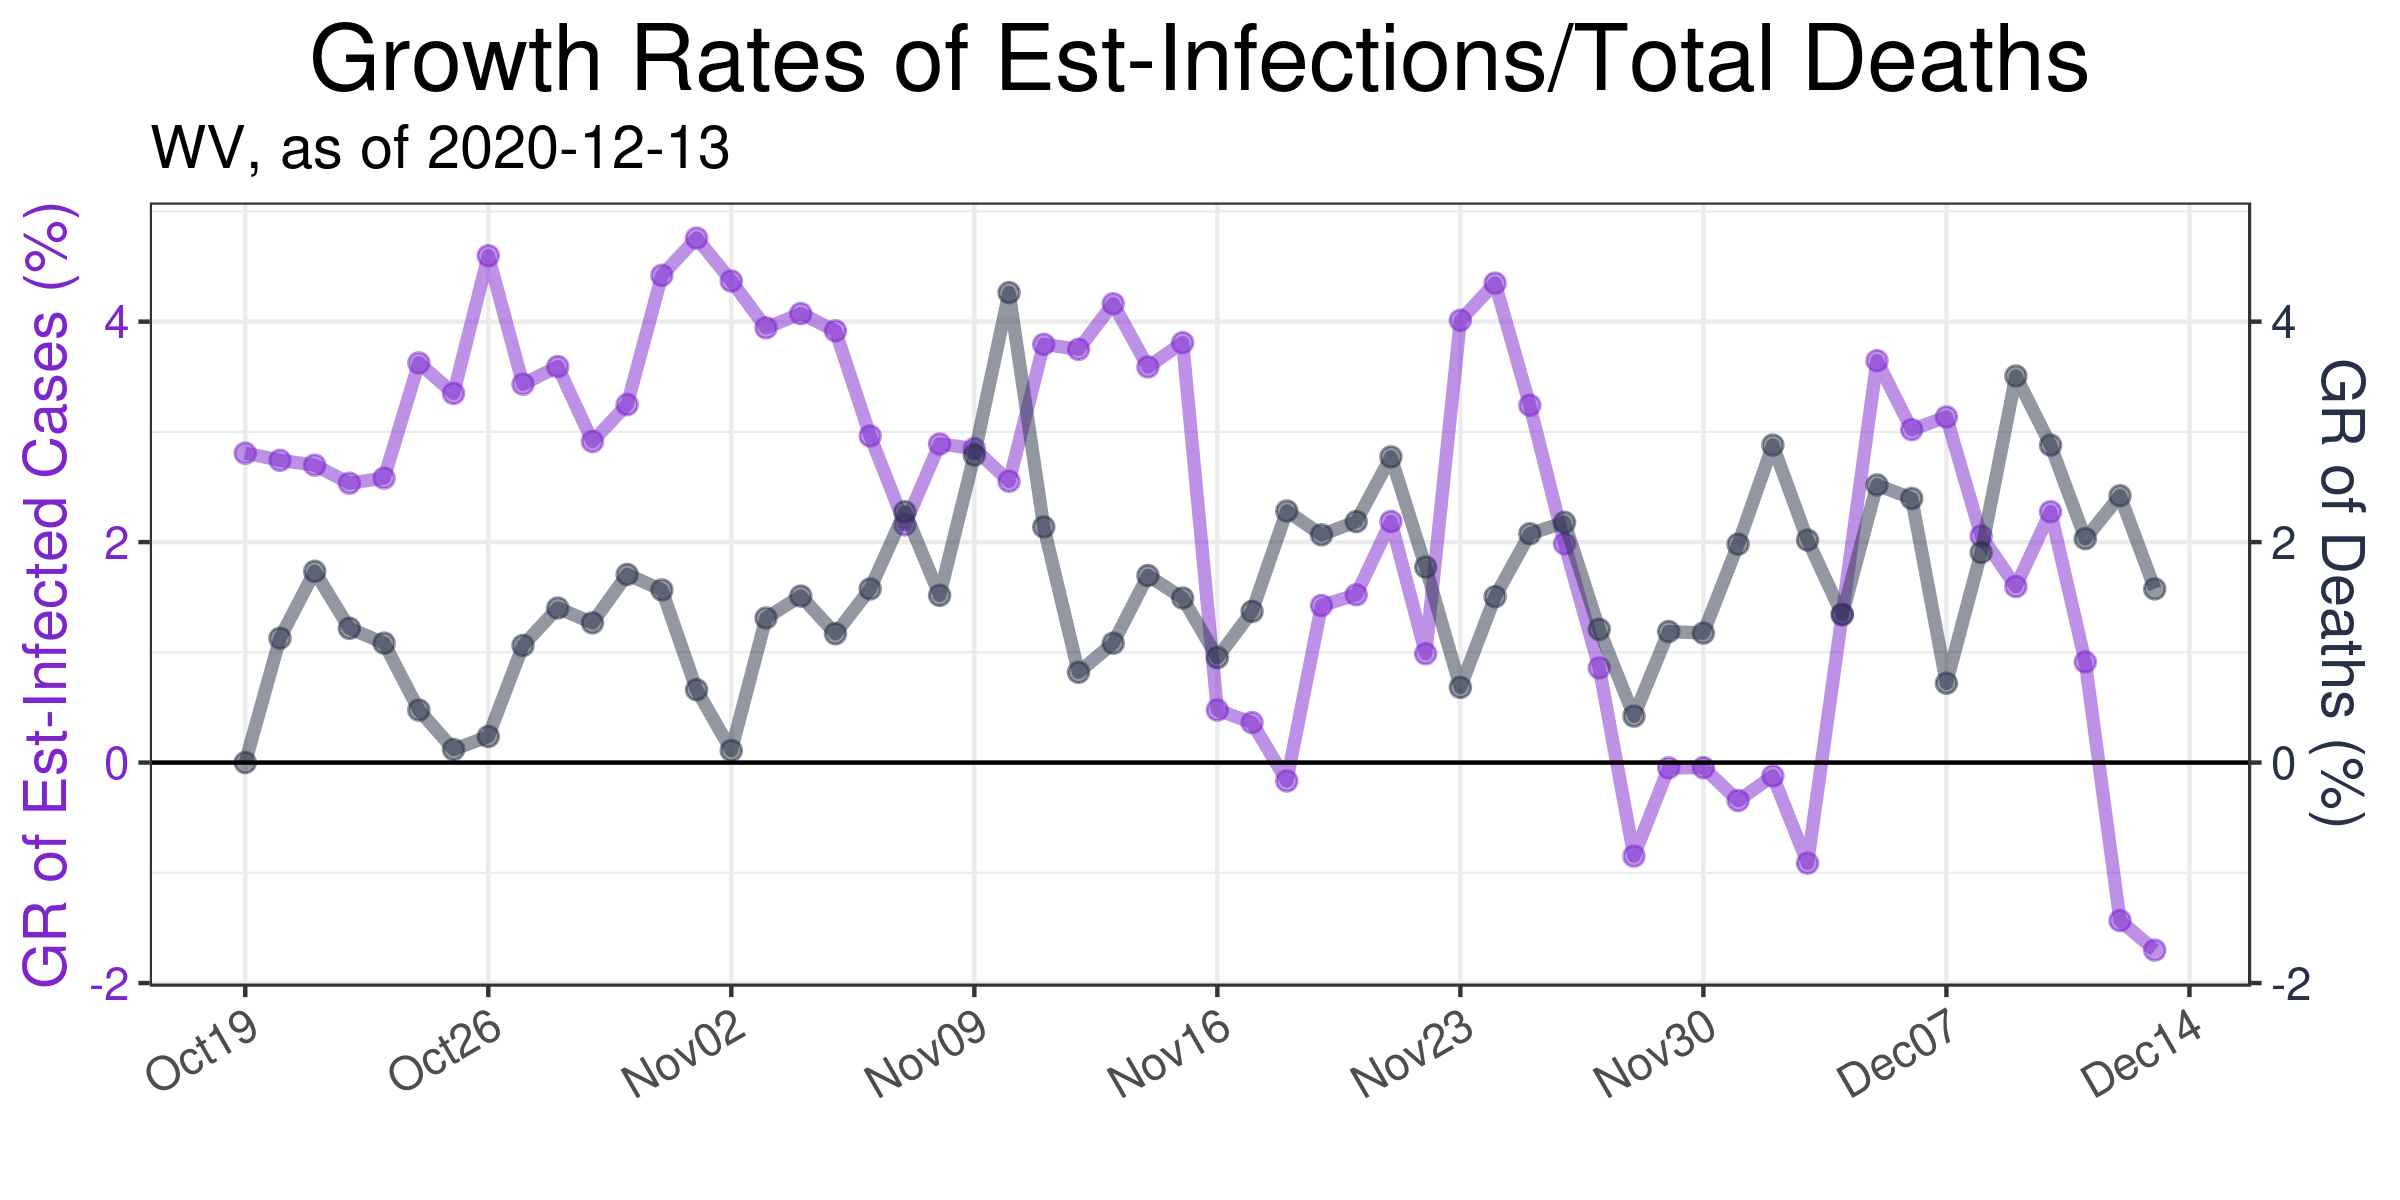 Growth Rates of Est-Infections/Total Deaths
WV, as of 2020-12-13
GR of Est-Infected Cases (%)
4
2
0
-2
4
2
0
-2
GR of Deaths (%)
Oct19
Oct26
Nov02
Nov09
Nov16
Nov23
Nov30
Dec07
Dec14